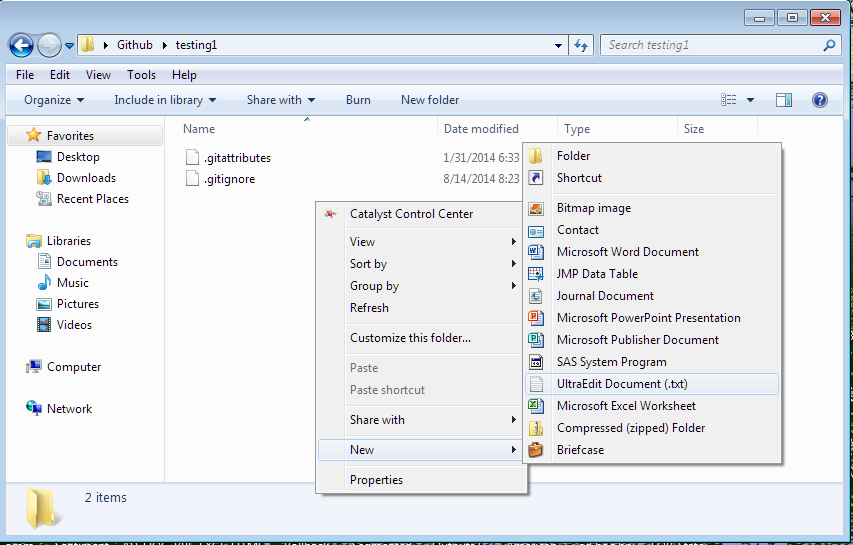 Github testing1
Search testing1
File Edit View Tools Help
Organize Include in library Share with Burn New folder
Name Date modified Type Size
Favorites
Desktop
Downloads
Recent Places
Libraries
Documents
Music
Pictures
Videos
Computer
Network
.gitattributes 1/31/2014 6:33
.gitignore 8/14/2014 8:23
Catalyst Control Center
View
Sort by
Group by
Refresh
Customize this folder...
Paste
Paste shortcut
Share with
New
Properties
Folder
Shortcut
Bitmap image
Contact
Microsoft Word Document
JMP Data Table
Journal Document
Microsoft PowerPoint Presentation
Microsoft Publisher Document
SAS System Program
UltraEdit Document (.txt)
Microsoft Excel Worksheet
Compressed (zipped) Folder
Briefcase
2 items